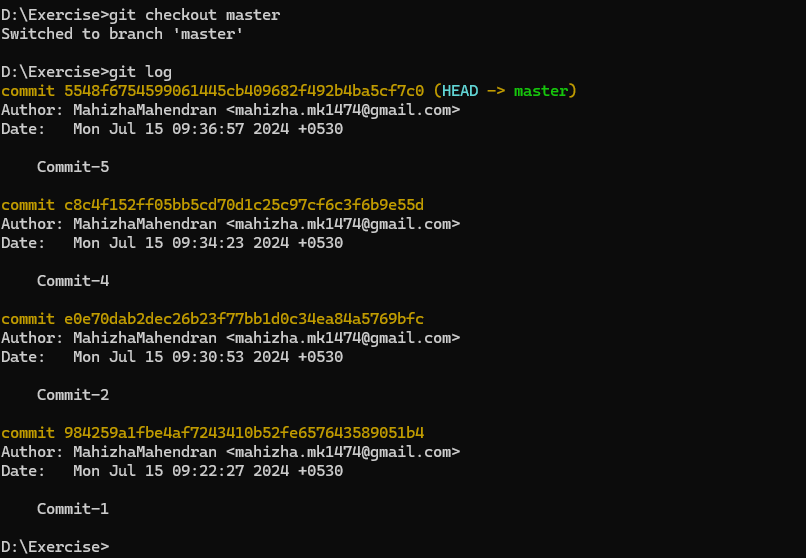 D:\Exercise>git checkout master
Switched to branch 'master'
D:\Exercise>git log
commit 5548f6754599061445cb409682f492b4ba5cf7c0 (HEAD -> master)
Author: MahizhaMahendran <mahizha.mk1474@gmail.com>
Date:   Mon Jul 15 09:36:57 2024 +0530
    Commit-5
commit c8c4f152ff05bb5cd70d1c25c97cf6c3f6b9e55d
Author: MahizhaMahendran <mahizha.mk1474@gmail.com>
Date:   Mon Jul 15 09:34:23 2024 +0530
    Commit-4
commit e0e70dab2dec26b23f77bb1d0c34ea84a5769bfc
Author: MahizhaMahendran <mahizha.mk1474@gmail.com>
Date:   Mon Jul 15 09:30:53 2024 +0530
    Commit-2
commit 984259a1fbe4af7243410b52fe657643589051b4
Author: MahizhaMahendran <mahizha.mk1474@gmail.com>
Date:   Mon Jul 15 09:22:27 2024 +0530
    Commit-1
D:\Exercise>